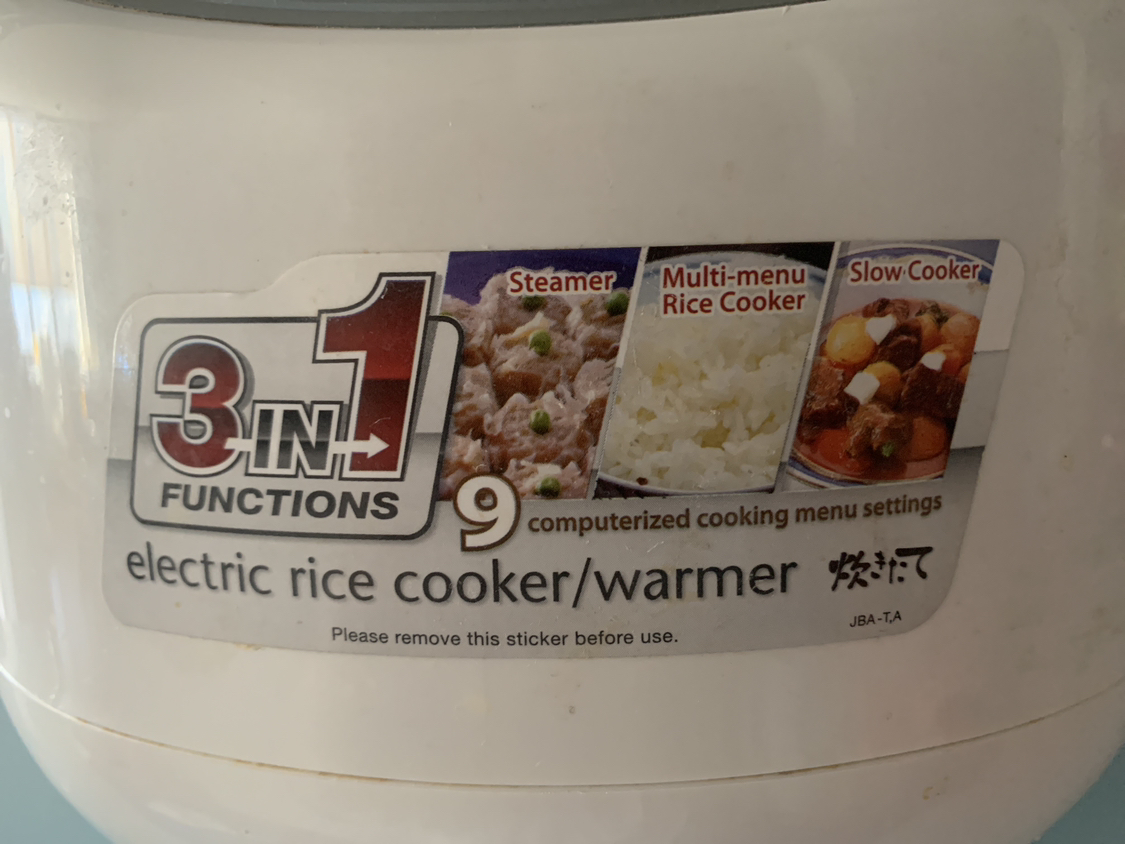 3 IN 1
FUNCTIONS
Steamer
Multi-menu
Rice Cooker
Slow Cooker
9 computerized cooking menu settings
electric rice cooker/warmer 炊きたて
JBA-T,A
Please remove this sticker before use.